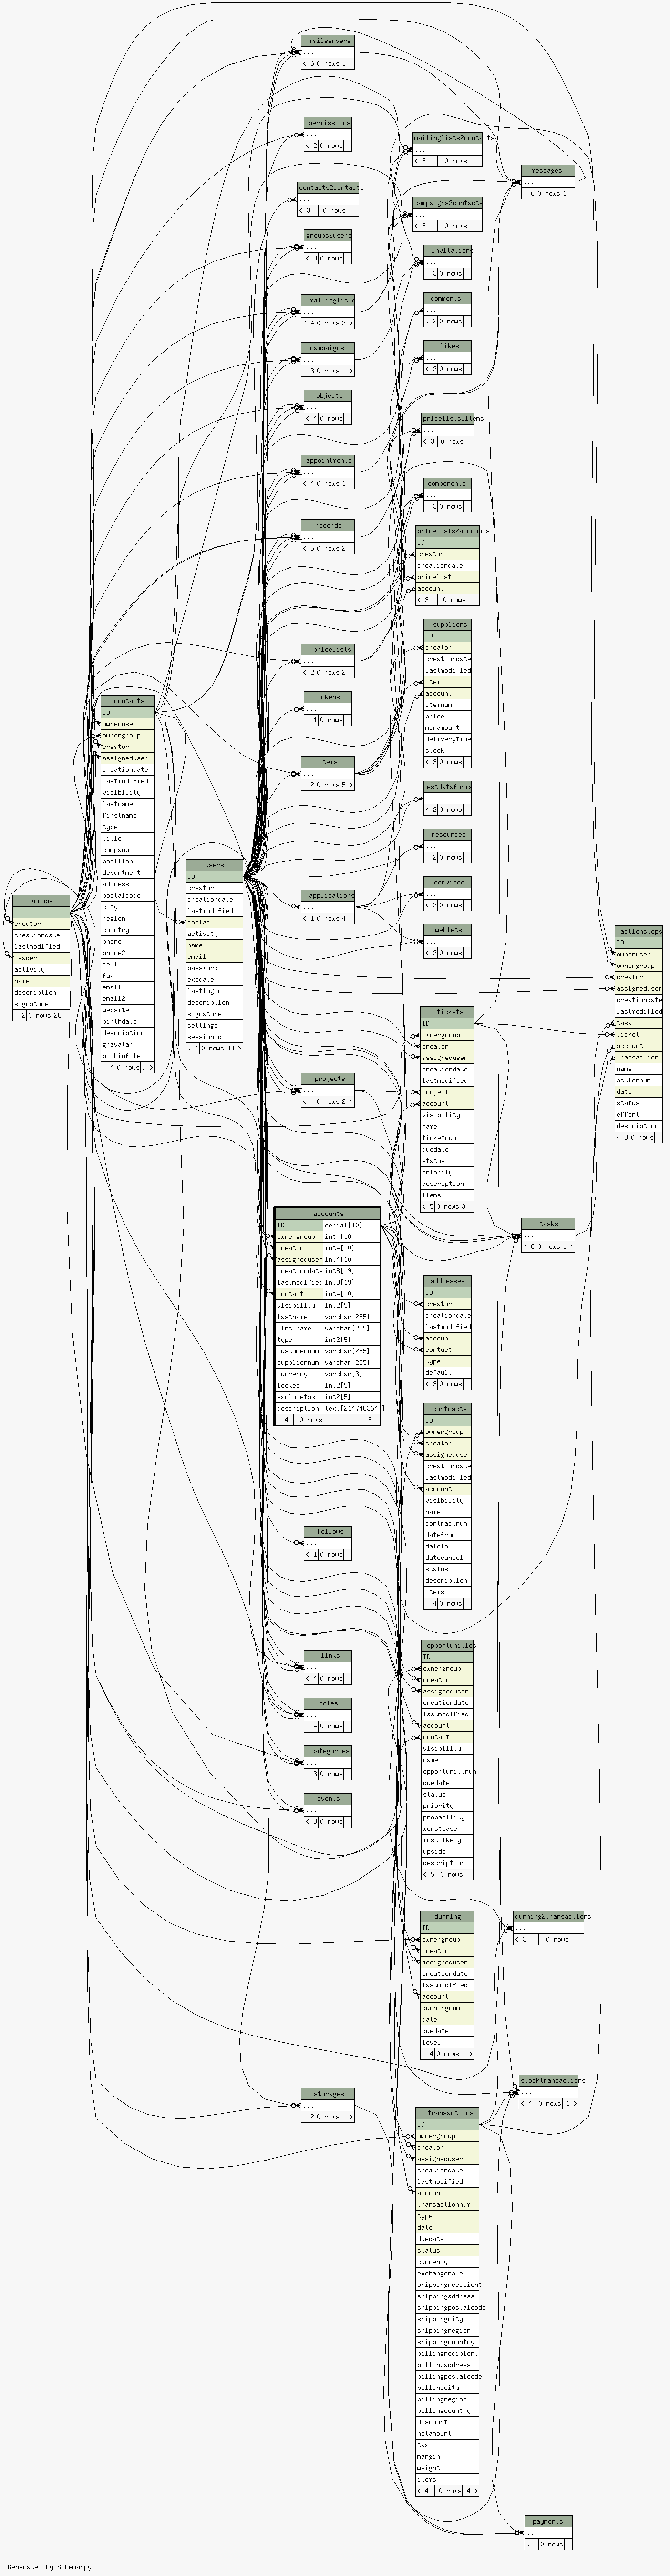 mailservers
...
< 6 0 rows 1 >
permissions
...
< 2 0 rows
contacts2contacts
...
< 3 0 rows
groups2users
...
< 3 0 rows
mailinglists
...
< 4 0 rows 2 >
campaigns
...
< 3 0 rows 1 >
objects
...
< 4 0 rows
appointments
...
< 4 0 rows 1 >
records
...
< 5 0 rows 2 >
pricelists
...
< 2 0 rows 2 >
tokens
...
< 1 0 rows
items
...
< 2 0 rows 5 >
applications
...
< 1 0 rows 4 >
projects
...
< 4 0 rows 2 >
mailinglists2contacts
...
< 3 0 rows
campaigns2contacts
...
< 3 0 rows
invitations
...
< 3 0 rows
comments
...
< 2 0 rows
likes
...
< 2 0 rows
pricelists2items
...
< 3 0 rows
components
...
< 3 0 rows
pricelists2accounts
ID
creator
creationdate
pricelist
account
< 3 0 rows
suppliers
ID
creator
creationdate
lastmodified
item
account
itemnum
price
minamount
deliverytime
stock
< 3 0 rows
extdataforms
...
< 2 0 rows
resources
...
< 2 0 rows
services
...
< 2 0 rows
weblets
...
< 2 0 rows
messages
...
< 6 0 rows 1 >
contacts
ID
owneruser
ownergroup
creator
assigneduser
creationdate
lastmodified
visibility
lastname
firstname
type
title
company
position
department
address
postalcode
city
region
country
phone
phone2
cell
fax
email
email2
website
birthdate
description
gravatar
picbinfile
< 4 0 rows 9 >
groups
ID
creator
creationdate
lastmodified
leader
activity
name
description
signature
< 2 0 rows 28 >
users
ID
creator
creationdate
lastmodified
contact
activity
name
email
password
expdate
lastlogin
description
signature
settings
sessionid
< 1 0 rows 83 >
tickets
ID
ownergroup
creator
assigneduser
creationdate
lastmodified
project
account
visibility
name
ticketnum
duedate
status
priority
description
items
< 5 0 rows 3 >
actionsteps
ID
owneruser
ownergroup
creator
assigneduser
creationdate
lastmodified
task
ticket
account
transaction
name
actionnum
date
status
effort
description
< 8 0 rows
accounts
ID serial[10]
ownergroup int4[10]
creator int4[10]
assigneduser int4[10]
creationdate int8[19]
lastmodified int8[19]
contact int4[10]
visibility int2[5]
lastname varchar[255]
firstname varchar[255]
type int2[5]
customernum varchar[255]
suppliernum varchar[255]
currency varchar[3]
locked int2[5]
excludetax int2[5]
description text[2147483647]
< 4 0 rows 9 >
tasks
...
< 6 0 rows 1 >
addresses
ID
creator
creationdate
lastmodified
account
contact
type
default
< 3 0 rows
contracts
ID
ownergroup
creator
assigneduser
creationdate
lastmodified
account
visibility
name
contractnum
datefrom
dateto
datecancel
status
description
items
< 4 0 rows
follows
...
< 1 0 rows
links
...
< 4 0 rows
notes
...
< 4 0 rows
categories
...
< 3 0 rows
events
...
< 3 0 rows
opportunities
ID
ownergroup
creator
assigneduser
creationdate
lastmodified
account
contact
visibility
name
opportunitynum
duedate
status
priority
probability
worstcase
mostlikely
upside
description
< 5 0 rows
dunning
ID
ownergroup
creator
assigneduser
creationdate
lastmodified
account
dunningnum
date
duedate
level
< 4 0 rows 1 >
dunning2transactions
...
< 3 0 rows
storages
...
< 2 0 rows 1 >
stocktransactions
...
< 4 0 rows 1 >
transactions
ID
ownergroup
creator
assigneduser
creationdate
lastmodified
account
transactionnum
type
date
duedate
status
currency
exchangerate
shippingrecipient
shippingaddress
shippingpostalcode
shippingcity
shippingregion
shippingcountry
billingrecipient
billingaddress
billingpostalcode
billingcity
billingregion
billingcountry
discount
netamount
tax
margin
weight
items
< 4 0 rows 4 >
payments
...
< 3 0 rows
Generated by SchemaSpy